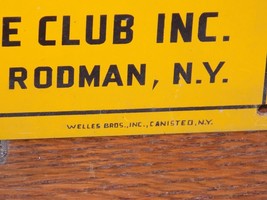 E CLUB INC.
RODMAN, N.Y.
WELLES BROS., INC., CANISTEO, N.Y.